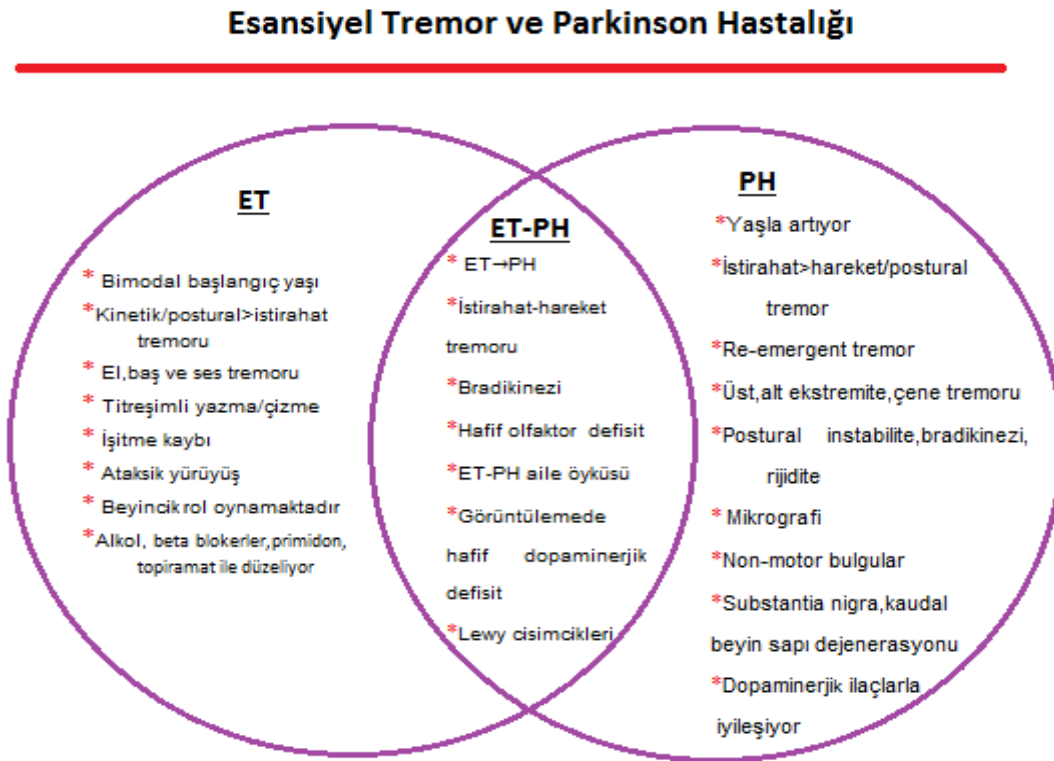 Esansiyel Tremor ve Parkinson Hastalığı
ET
* Bimodal başlangıç yaşı
*Kinetik/postural>istirahat
tremoru
* El,baş ve ses tremoru
* Titreşimli yazma/çizme
* İşitme kaybı
* Ataksik yürüyüş
* Beyincik rol oynamaktadır
*Alkol, beta blokerler,primidon,
topiramat ile düzeliyor
ET-PH
* ET→PH
*İstirahat-hareket
tremoru
*Bradikinezi
*Hafif olfaktor defisit
*ET-PH aile öyküsü
*Görüntülemede
hafif dopaminerjik
defisit
*Lewy cisimcikleri
PH
*Yaşla artıyor
*İstirahat>hareket/postural
tremor
*Re-emergent tremor
*Üst,alt ekstremite,çene tremoru
*Postural instabilite,bradikinezi,
rijidite
* Mikrografi
*Non-motor bulgular
*Substantia nigra,kaudal
beyin sapı dejenerasyonu
*Dopaminerjik ilaçlarla
iyileşiyor